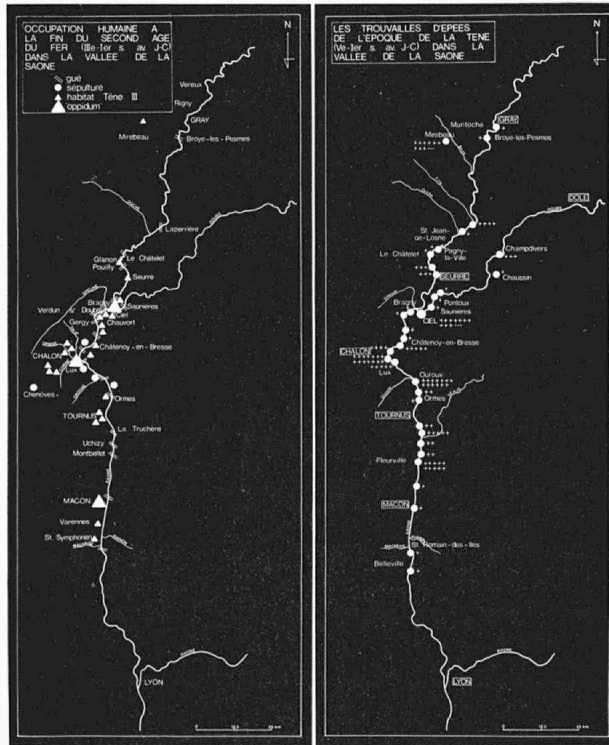 OCCUPATION HUMAINE A
LA FIN DU SECOND AGE
DU FER (IIIe-Ier s. av. J-C)
DANS LA VALLEE DE LA
SAONE
gué
sépulture
habitat Tène III
oppidum
N
Vereux
Rigny
GRAY
Mirebeau
Broye-les-Pesmes
Laperrière
Glanon
Le Châtelet
Pouilly
Seurre
Bragny
Saunières
Verdun s/ Doubs
Ciel
Gergy
Chauvort
Châtenoy-en-Bresse
CHALON
Lux
Chenôves
Ormes
TOURNUS
La Truchère
Uchizy
Montbellet
MACON
Varennes
St. Symphorien
LYON
LES TROUVAILLES D'EPEES
DE L'EPOQUE DE LA TENE
(Ve-Ier s. av. J-C) DANS LA
VALLEE DE LA SAONE
N
Mantoche
GRAY
Mirebeau
Broye-les-Pesmes
DOLE
St Jean-
de-Losne
Le Châtelet
Pagny-
la-Ville
Champdivers
SEURRE
Chaussin
Bragny
Pontoux
Saunières
CIEL
Châtenoy-en-Bresse
CHALON
Lux
Ouroux
Ormes
TOURNUS
Fleurville
MACON
St Romain-des-Iles
Belleville
LYON